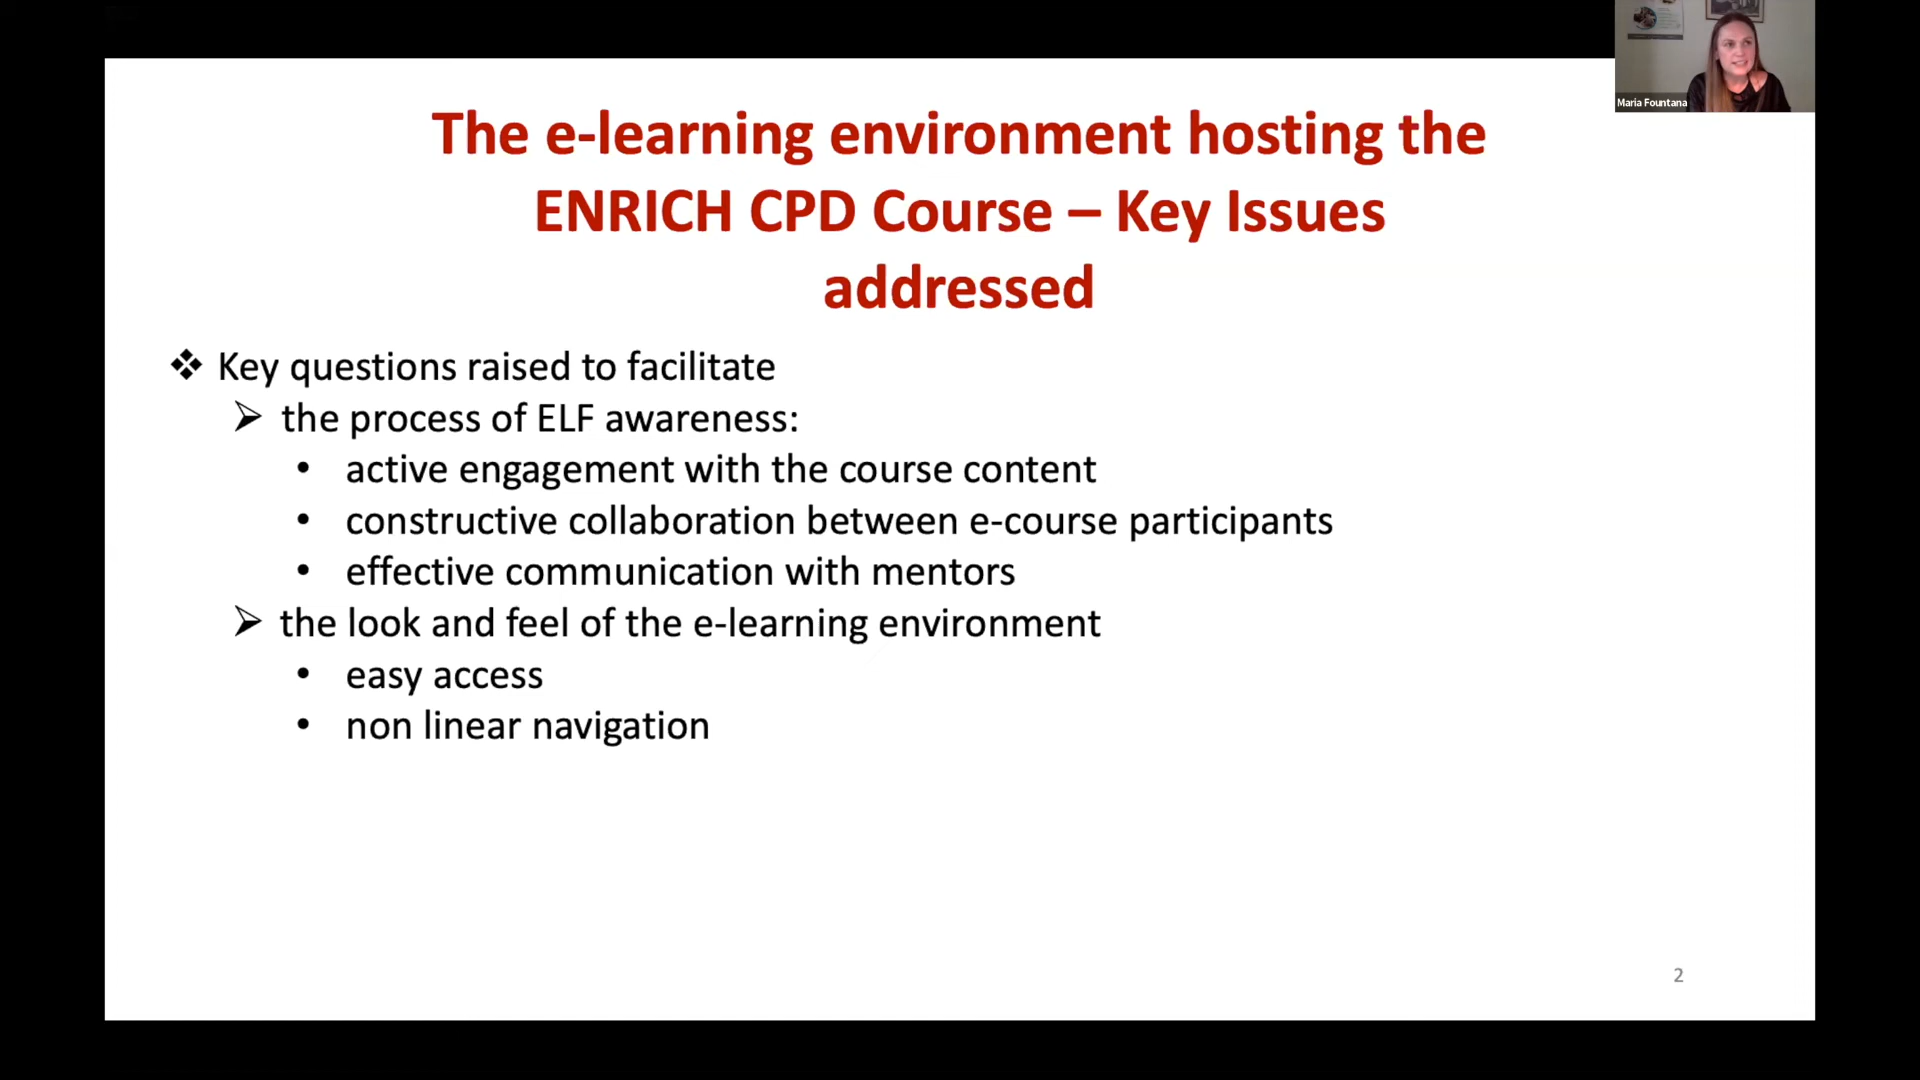 Maria Fountana
The e-learning environment hosting the
ENRICH CPD Course – Key Issues
addressed
❖ Key questions raised to facilitate
➢ the process of ELF awareness:
• active engagement with the course content
• constructive collaboration between e-course participants
• effective communication with mentors
➢ the look and feel of the e-learning environment
• easy access
• non linear navigation
2